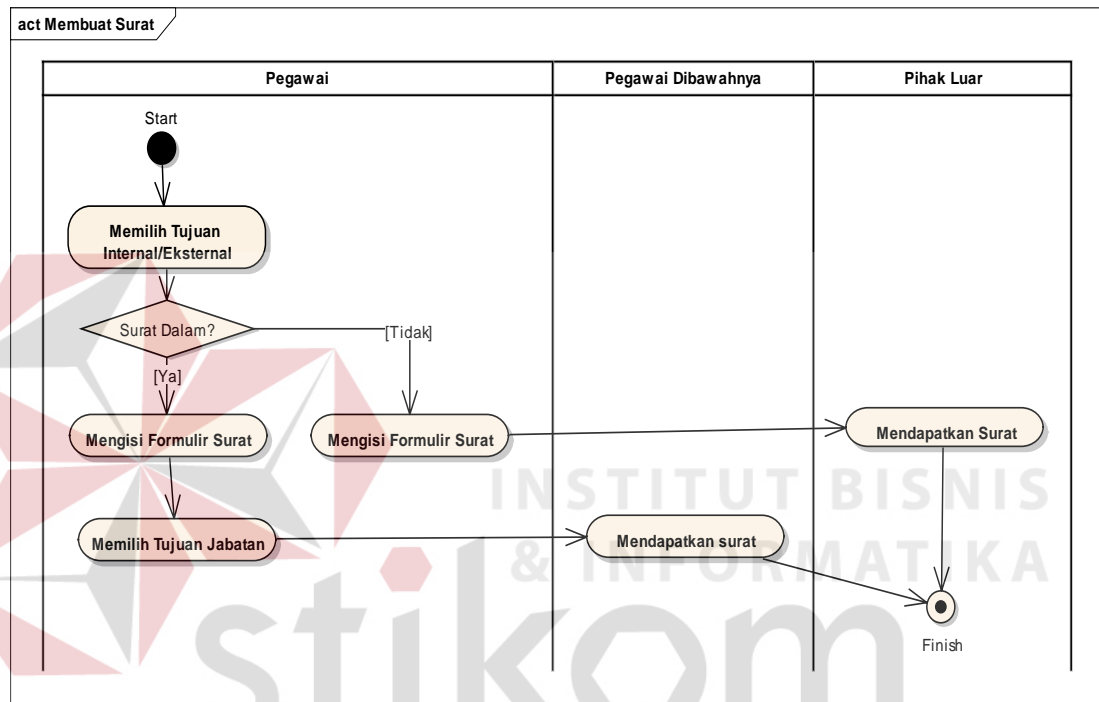 act Membuat Surat
Pegawai
Pegawai Dibawahnya
Pihak Luar
Start
Memilih Tujuan
Internal/Eksternal
Surat Dalam?
[Tidak]
[Ya]
Mengisi Formulir Surat
Mengisi Formulir Surat
Mendapatkan Surat
Memilih Tujuan Jabatan
Mendapatkan surat
Finish
INSTITUT BISNIS
& INFORMATIKA
stikom